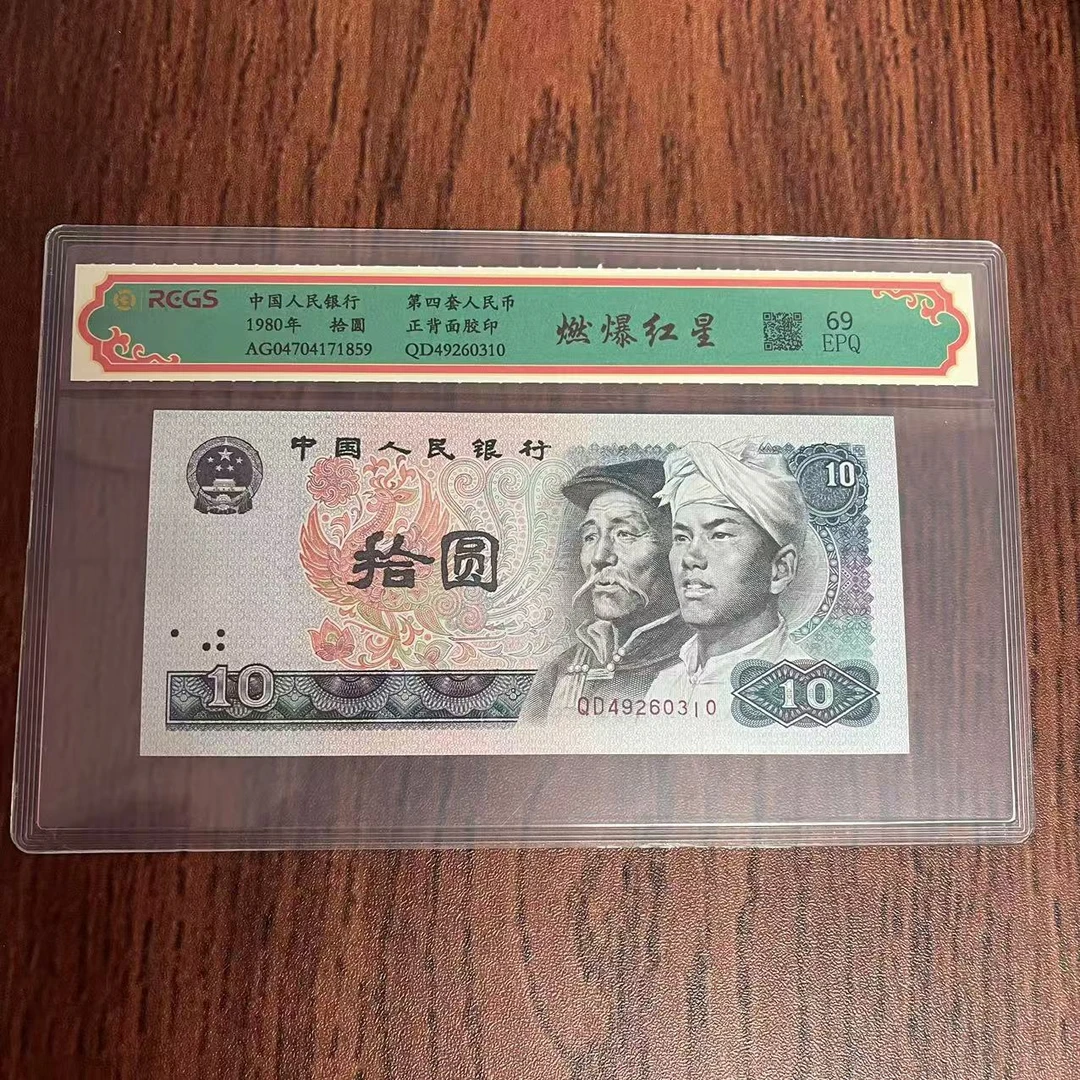 RCGS
中国人民银行 第四套人民币
1980年 拾圆 正背面胶印
AG04704171859 QD49260310
燃爆红星
69
EPQ
中国人民银行
10
拾圆
10
QD49260310
10